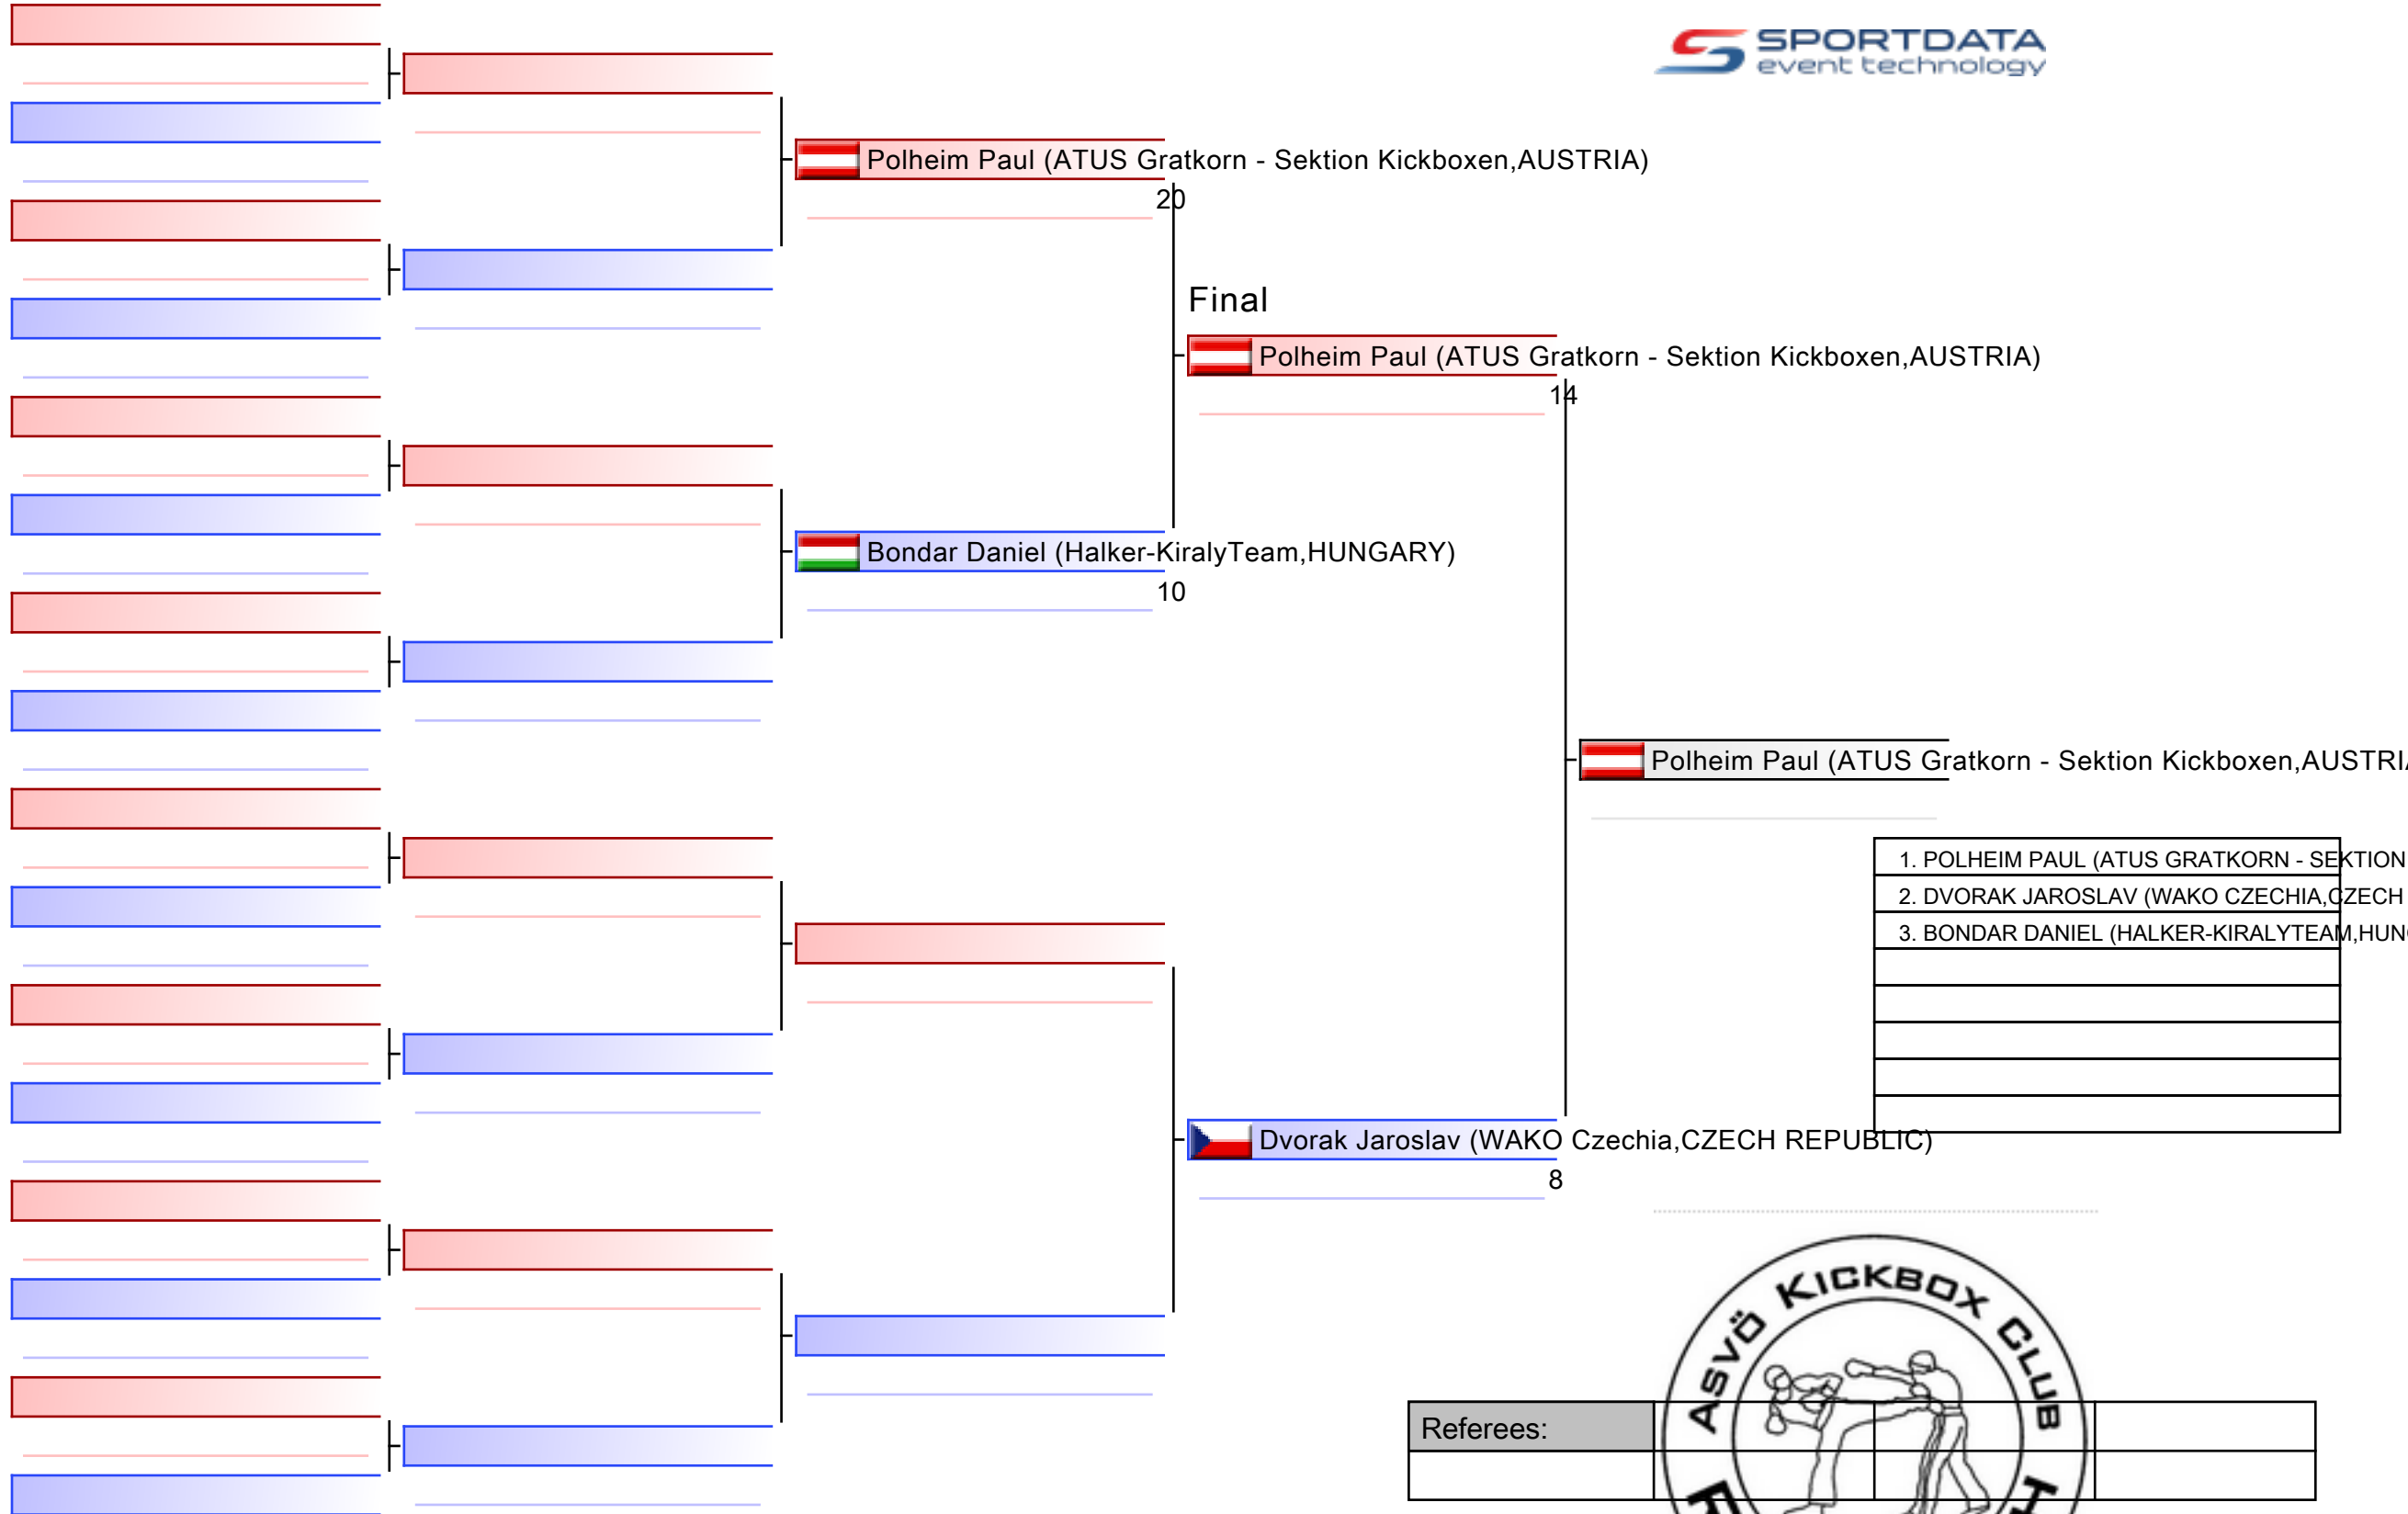 SPORTDATA
event technology
Polheim Paul (ATUS Gratkorn - Sektion Kickboxen,AUSTRIA)
20
Final
Polheim Paul (ATUS Gratkorn - Sektion Kickboxen,AUSTRIA)
14
Bondar Daniel (Halker-KiralyTeam,HUNGARY)
10
Polheim Paul (ATUS Gratkorn - Sektion Kickboxen,AUSTRIA
1. POLHEIM PAUL (ATUS GRATKORN - SEKTION
2. DVORAK JAROSLAV (WAKO CZECHIA,CZECH
3. BONDAR DANIEL (HALKER-KIRALYTEAM,HUN
Dvorak Jaroslav (WAKO Czechia,CZECH REPUBLIC)
8
ASVÖ KICKBOX CLUB
Referees: